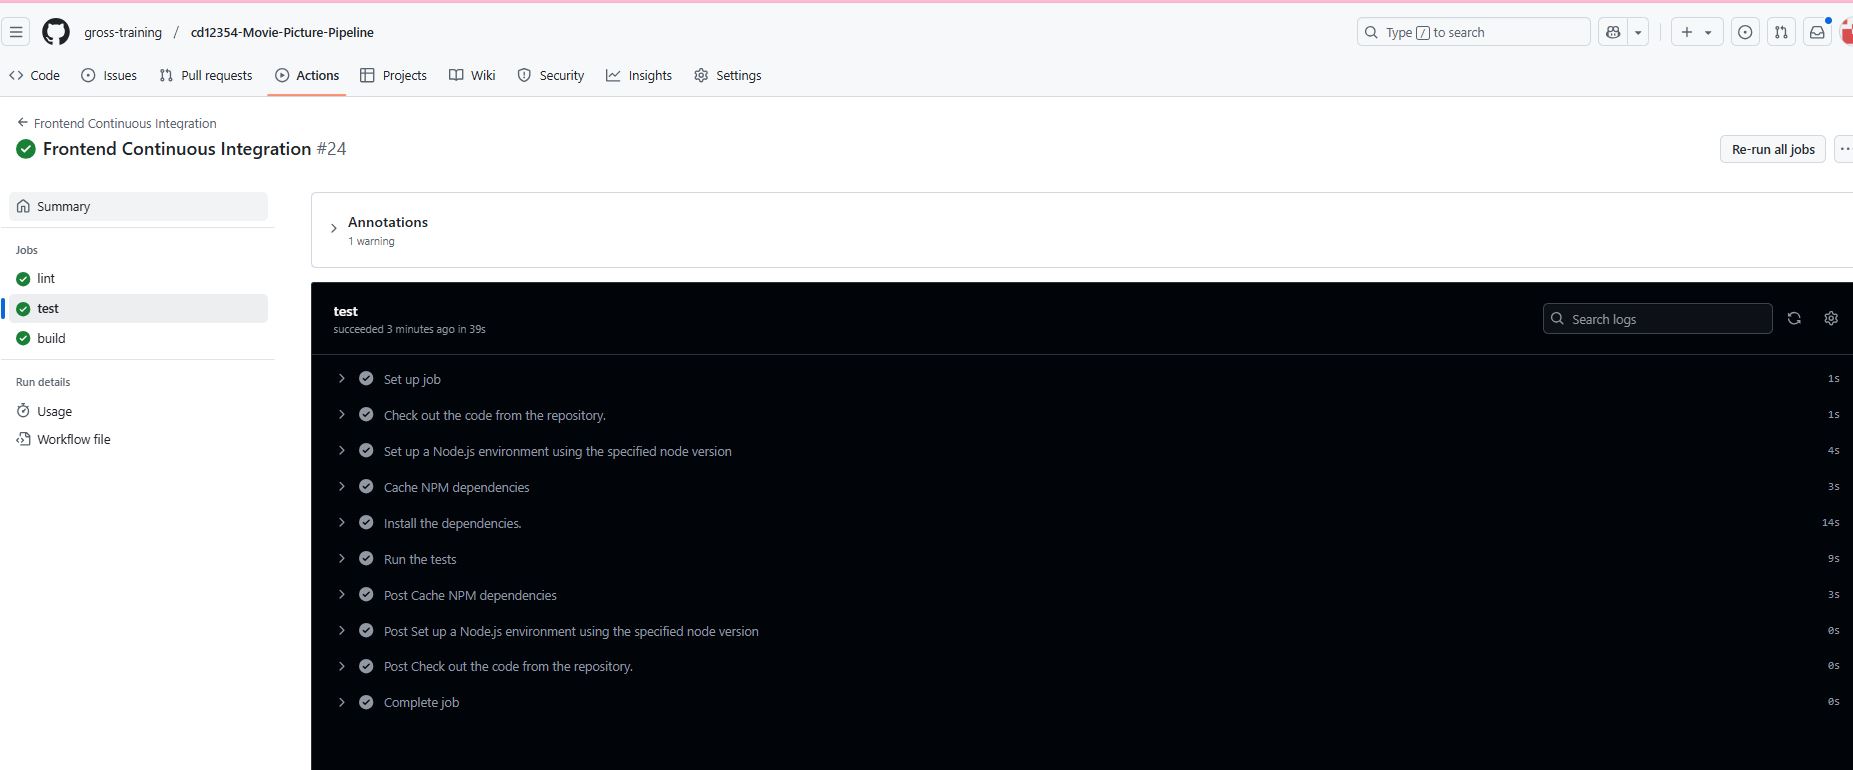 gross-training / cd12354-Movie-Picture-Pipeline
Type / to search
Code Issues Pull requests Actions Projects Wiki Security Insights Settings
Frontend Continuous Integration
Frontend Continuous Integration #24
Re-run all jobs
Summary
Jobs
lint
test
build
Run details
Usage
Workflow file
Annotations
1 warning
test
succeeded 3 minutes ago in 39s
Search logs
Set up job 1s
Check out the code from the repository. 1s
Set up a Node.js environment using the specified node version 4s
Cache NPM dependencies 3s
Install the dependencies. 14s
Run the tests 9s
Post Cache NPM dependencies 3s
Post Set up a Node.js environment using the specified node version 0s
Post Check out the code from the repository. 0s
Complete job 0s